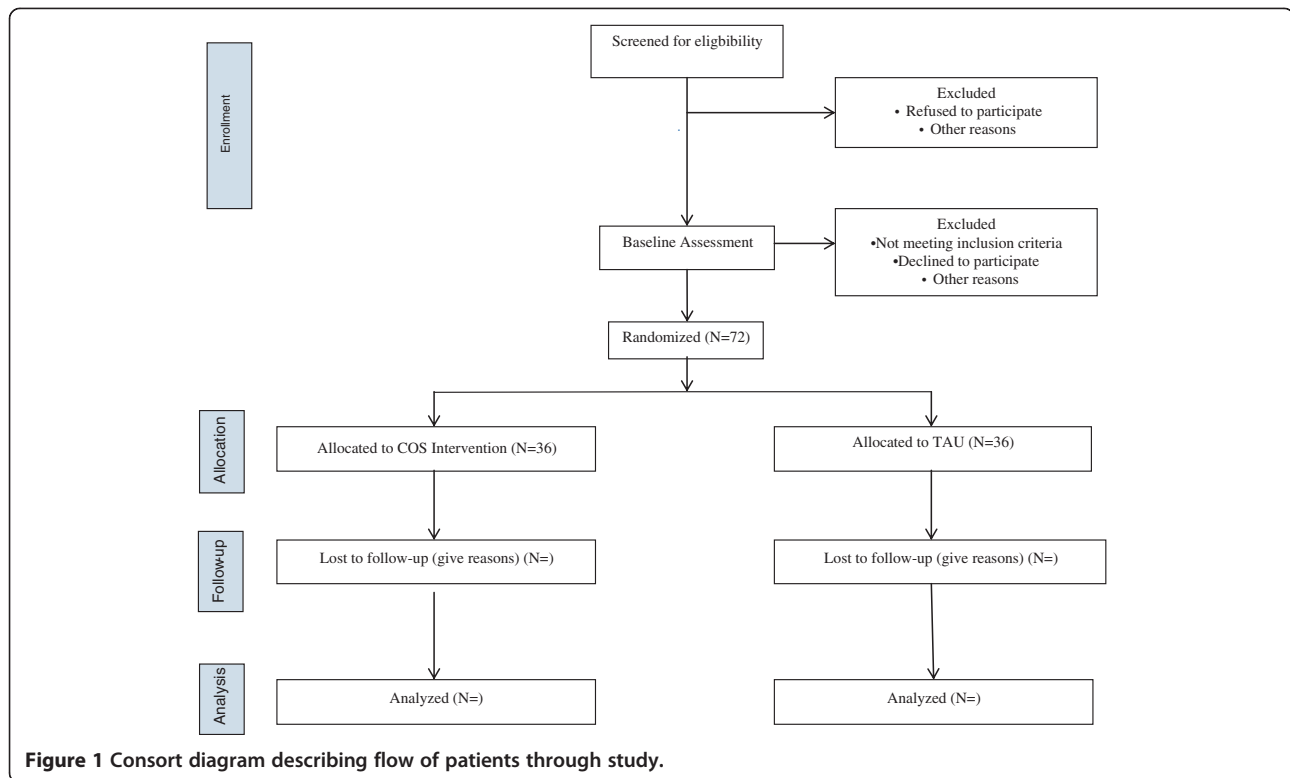 Screened for eligbibility
Enrollment
Excluded
• Refused to participate
• Other reasons
Baseline Assessment
Excluded
•Not meeting inclusion criteria
•Declined to participate
• Other reasons
Randomized (N=72)
Allocation
Allocated to COS Intervention (N=36)
Allocated to TAU (N=36)
Follow-up
Lost to follow-up (give reasons) (N=)
Lost to follow-up (give reasons) (N=)
Analysis
Analyzed (N=)
Analyzed (N=)
Figure 1 Consort diagram describing flow of patients through study.